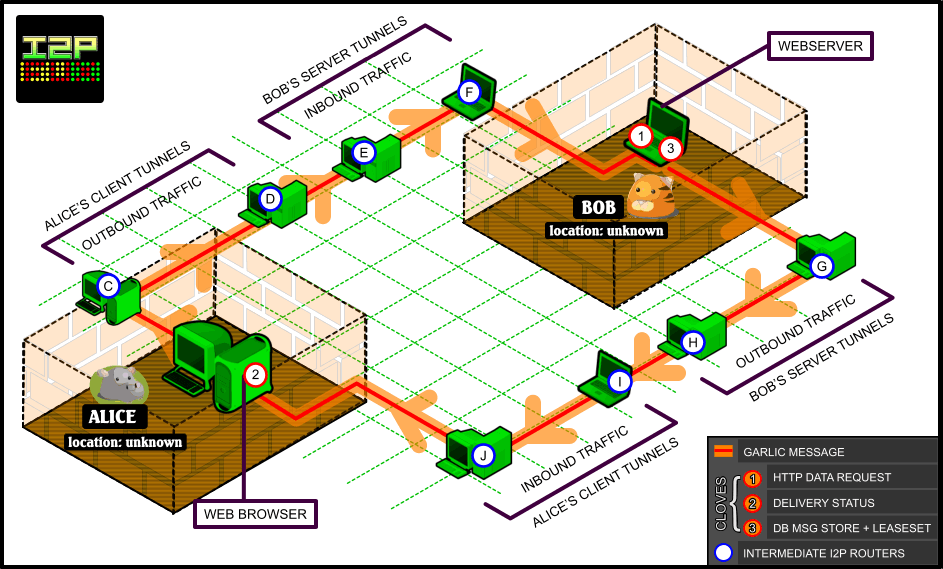 I2P
BOB'S SERVER TUNNELS
INBOUND TRAFFIC
WEBSERVER
F
1
3
E
ALICE'S CLIENT TUNNELS
OUTBOUND TRAFFIC
D
BOB
location: unknown
C
G
H
OUTBOUND TRAFFIC
BOB'S SERVER TUNNELS
2
I
ALICE
location: unknown
J
INBOUND TRAFFIC
ALICE'S CLIENT TUNNELS
WEB BROWSER
GARLIC MESSAGE
CLOVES
1 HTTP DATA REQUEST
2 DELIVERY STATUS
3 DB MSG STORE + LEASESET
INTERMEDIATE I2P ROUTERS